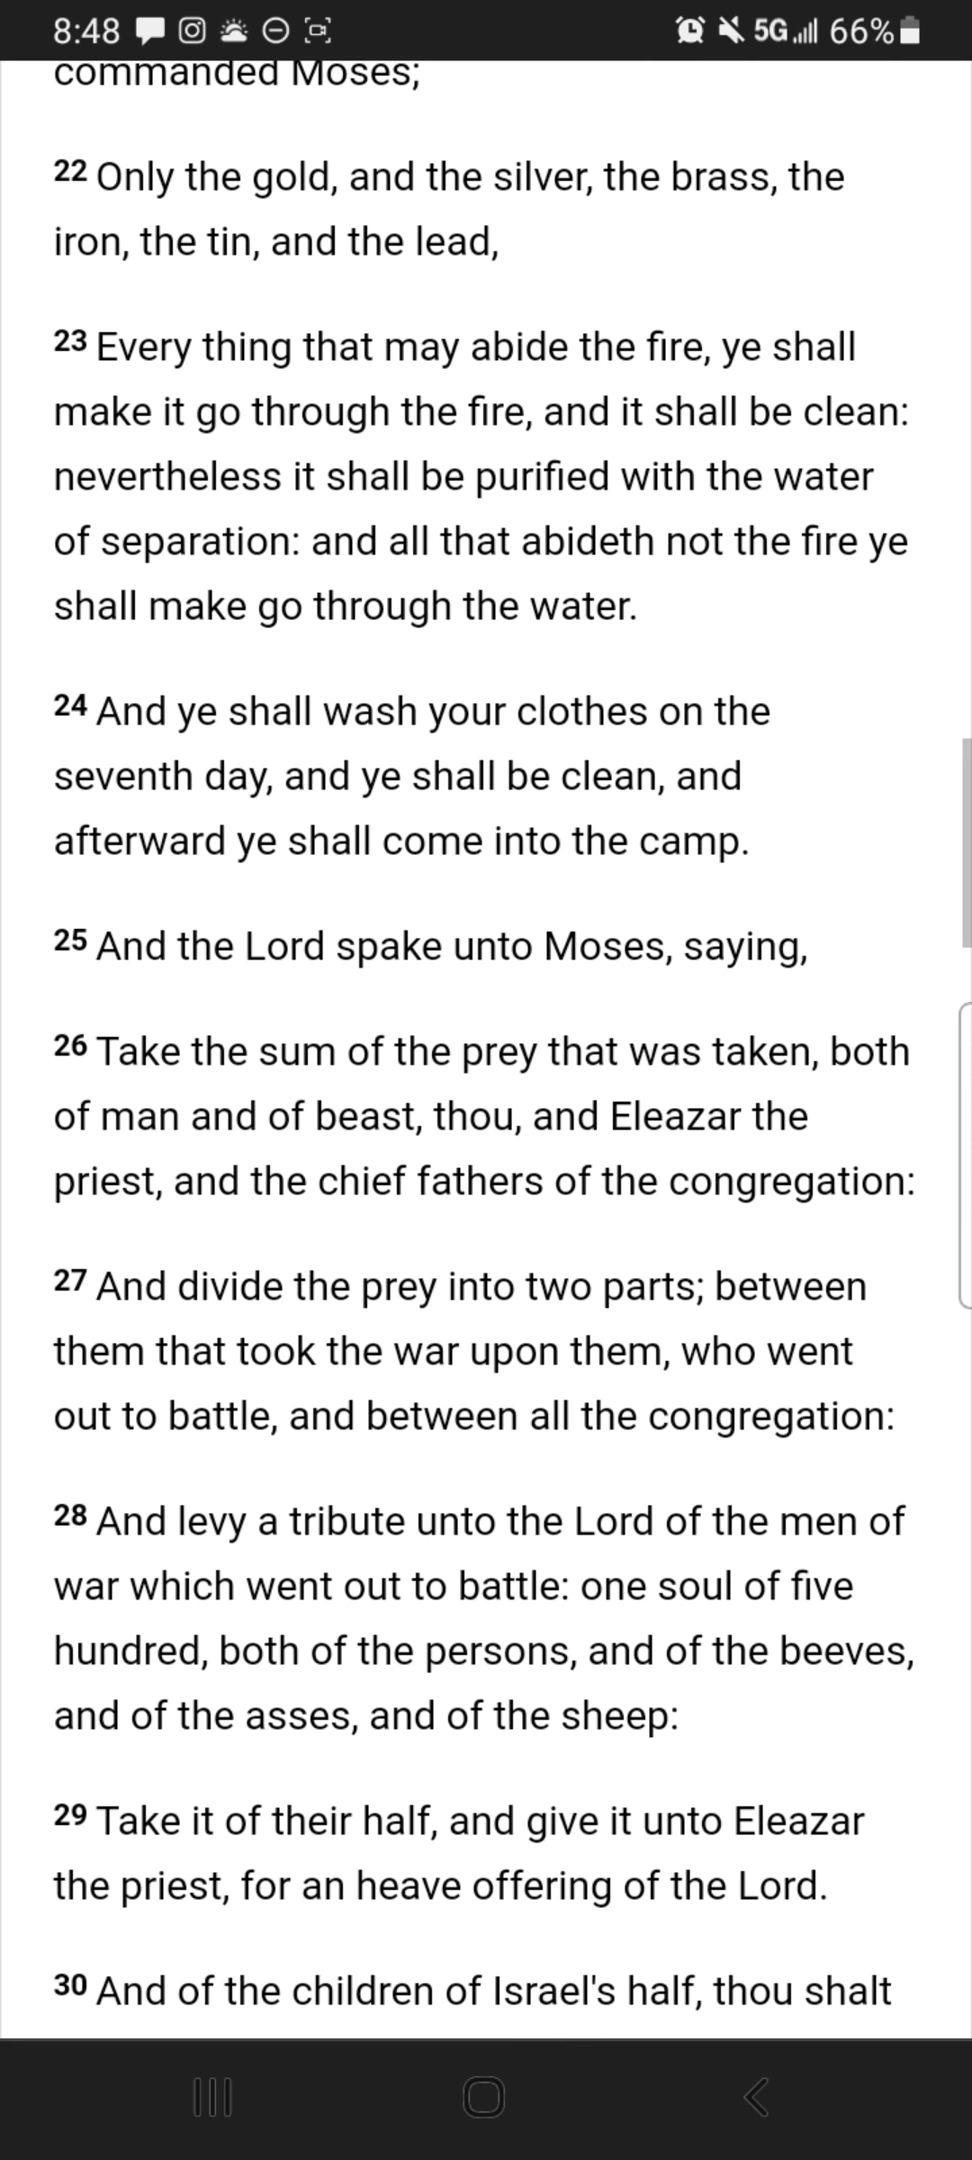 8:48 5G 66%
commanded Moses;
22 Only the gold, and the silver, the brass, the
iron, the tin, and the lead,
23 Every thing that may abide the fire, ye shall
make it go through the fire, and it shall be clean:
nevertheless it shall be purified with the water
of separation: and all that abideth not the fire ye
shall make go through the water.
24 And ye shall wash your clothes on the
seventh day, and ye shall be clean, and
afterward ye shall come into the camp.
25 And the Lord spake unto Moses, saying,
26 Take the sum of the prey that was taken, both
of man and of beast, thou, and Eleazar the
priest, and the chief fathers of the congregation:
27 And divide the prey into two parts; between
them that took the war upon them, who went
out to battle, and between all the congregation:
28 And levy a tribute unto the Lord of the men of
war which went out to battle: one soul of five
hundred, both of the persons, and of the beeves,
and of the asses, and of the sheep:
29 Take it of their half, and give it unto Eleazar
the priest, for an heave offering of the Lord.
30 And of the children of Israel's half, thou shalt